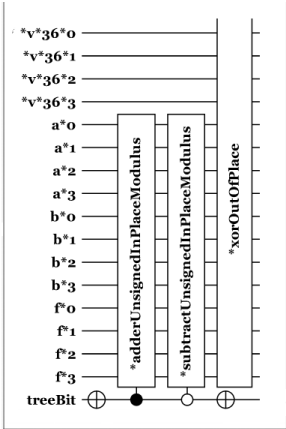 *v*36*0
*v*36*1
*v*36*2
*v*36*3
a*0
a*1
a*2
a*3
b*0
b*1
b*2
b*3
f*0
f*1
f*2
f*3
treeBit
*adderUnsignedInPlaceModulus
*subtractUnsignedInPlaceModulus
*xorOutOfPlace